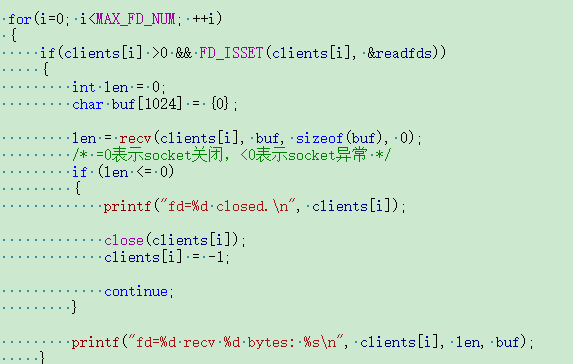 for(i=0; i<MAX_FD_NUM; ++i)
{
if(clients[i] >0 && FD_ISSET(clients[i], &readfds))
{
int len = 0;
char buf[1024] = {0};
len = recv(clients[i], buf, sizeof(buf), 0);
/* =0表示socket关闭, <0表示socket异常 */
if (len <= 0)
{
printf("fd=%d closed.\n", clients[i]);
close(clients[i]);
clients[i] = -1;
continue;
}
printf("fd=%d recv %d bytes: %s\n", clients[i], len, buf);
}